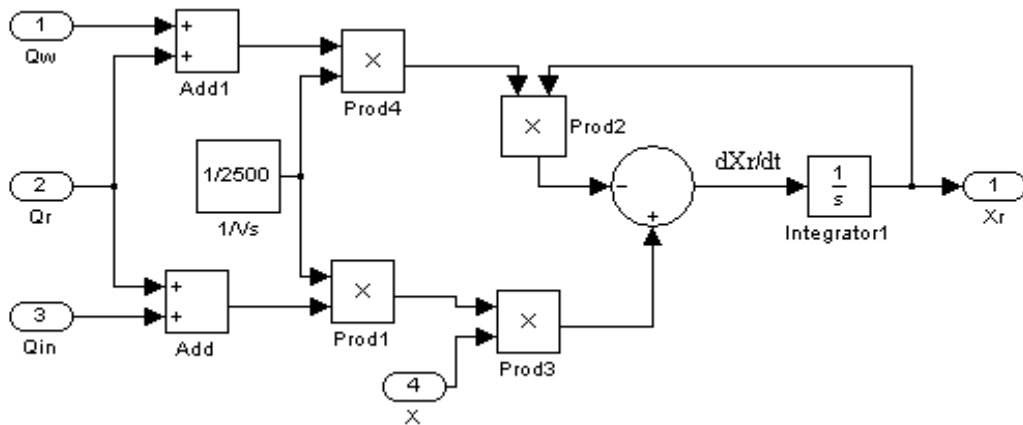 1
Qw
+
+
Add1
×
Prod4
×
Prod2
2
Qr
1/2500
1/Vs
-
+
dXr/dt
1
s
Integrator1
1
Xr
3
Qin
+
+
Add
×
Prod1
×
Prod3
4
X